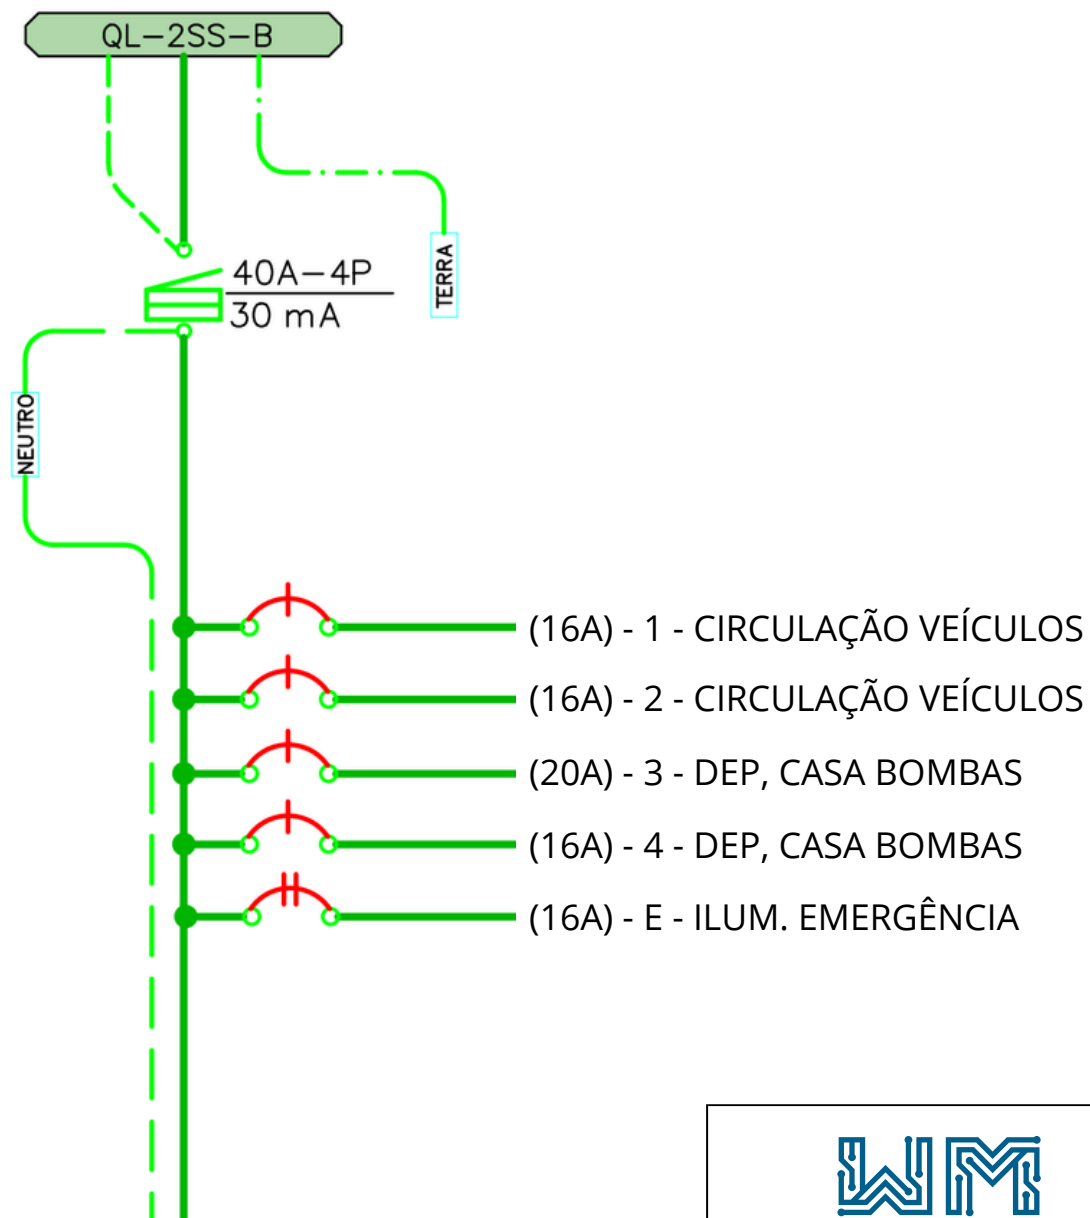 QL-2SS-B
40A-4P
30 mA
TERRA
NEUTRO
(16A) - 1 - CIRCULAÇÃO VEÍCULOS
(16A) - 2 - CIRCULAÇÃO VEÍCULOS
(20A) - 3 - DEP, CASA BOMBAS
(16A) - 4 - DEP, CASA BOMBAS
(16A) - E - ILUM. EMERGÊNCIA
WM